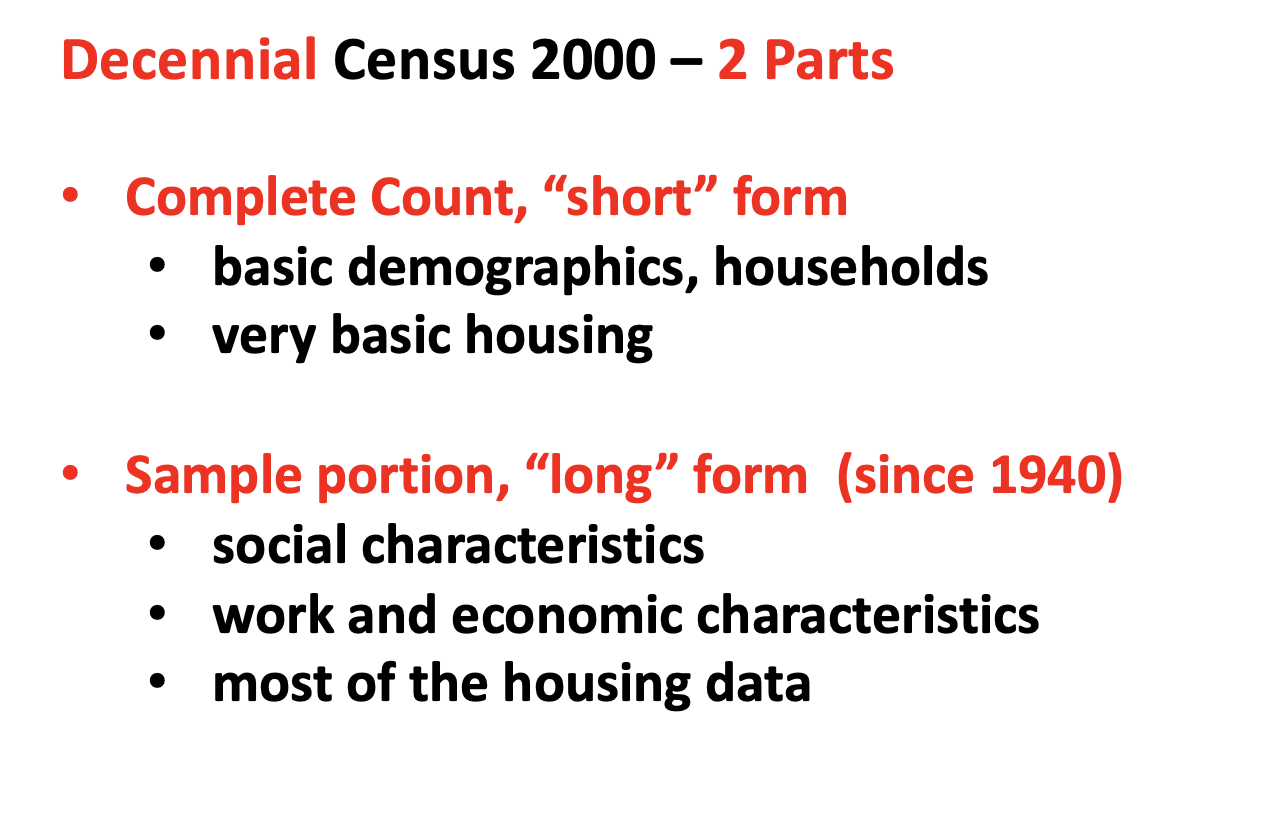 Decennial Census 2000 – 2 Parts
• Complete Count, “short” form
• basic demographics, households
• very basic housing
• Sample portion, “long” form (since 1940)
• social characteristics
• work and economic characteristics
• most of the housing data